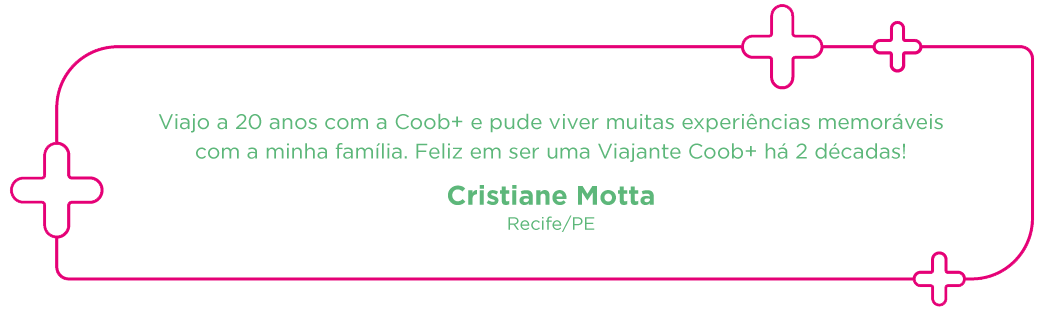 Viajo a 20 anos com a Coob+ e pude viver muitas experiências memoráveis
com a minha família. Feliz em ser uma Viajante Coob+ há 2 décadas!
Cristiane Motta
Recife/PE